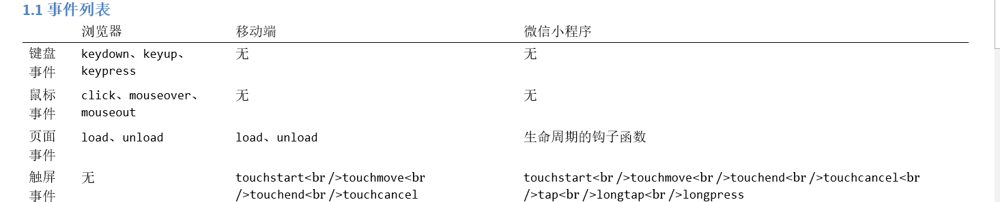 1.1 事件列表
浏览器 移动端 微信小程序
键盘 keydown、keyup、 无 无
事件 keypress
鼠标 click、mouseover、 无 无
事件 mouseout
页面 load、unload load、unload 生命周期的钩子函数
事件
触屏 无 touchstart<br />touchmove<br touchstart<br />touchmove<br />touchend<br />touchcancel<br
事件 />touchend<br />touchcancel />tap<br />longtap<br />longpress